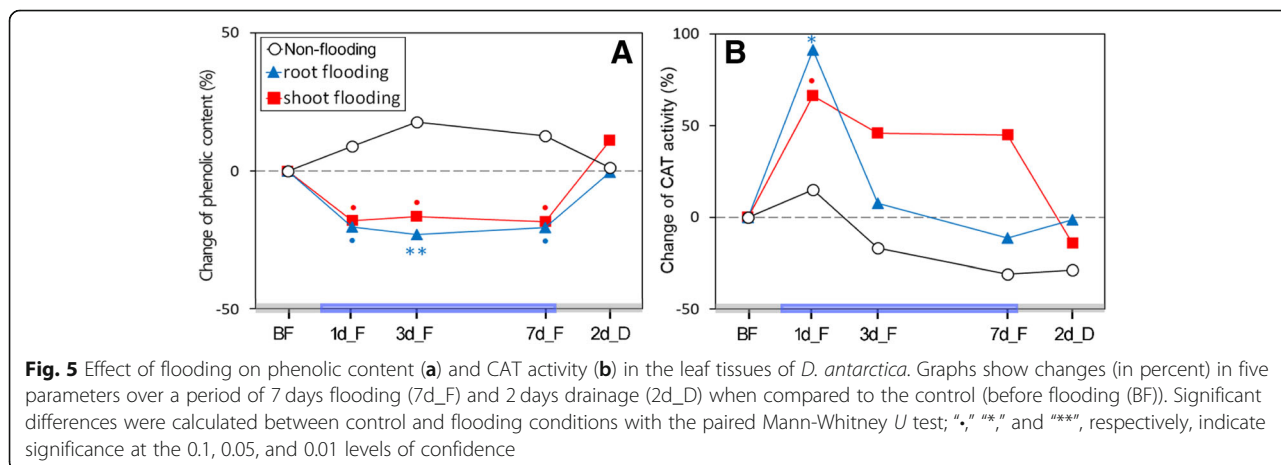 50
0
-50
Change of phenolic content (%)
Non-flooding
root flooding
shoot flooding
A
•
•
•
•
**
•
BF 1d_F 3d_F 7d_F 2d_D
100
50
0
-50
Change of CAT activity (%)
B
*
•
BF 1d_F 3d_F 7d_F 2d_D
Fig. 5 Effect of flooding on phenolic content (a) and CAT activity (b) in the leaf tissues of D. antarctica. Graphs show changes (in percent) in five
parameters over a period of 7 days flooding (7d_F) and 2 days drainage (2d_D) when compared to the control (before flooding (BF)). Significant
differences were calculated between control and flooding conditions with the paired Mann-Whitney U test; “•,” “*,” and “**”, respectively, indicate
significance at the 0.1, 0.05, and 0.01 levels of confidence